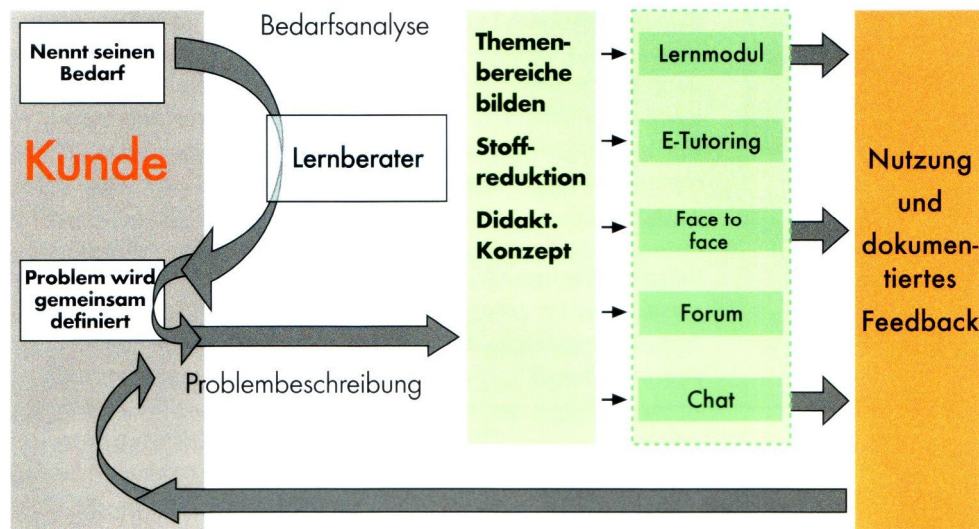 Nennt seinen
Bedarf
Kunde
Problem wird
gemeinsam
definiert
Bedarfsanalyse
Lernberater
Problembeschreibung
Themen-
bereiche
bilden
Stoff-
reduktion
Didakt.
Konzept
Lernmodul
E-Tutoring
Face to
face
Forum
Chat
Nutzung
und
dokumen-
tiertes
Feedback